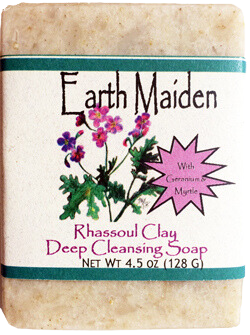 Earth Maiden
With
Geranium &
Myrtle
Rhassoul Clay
Deep Cleansing Soap
NET WT 4.5 oz (128 G)